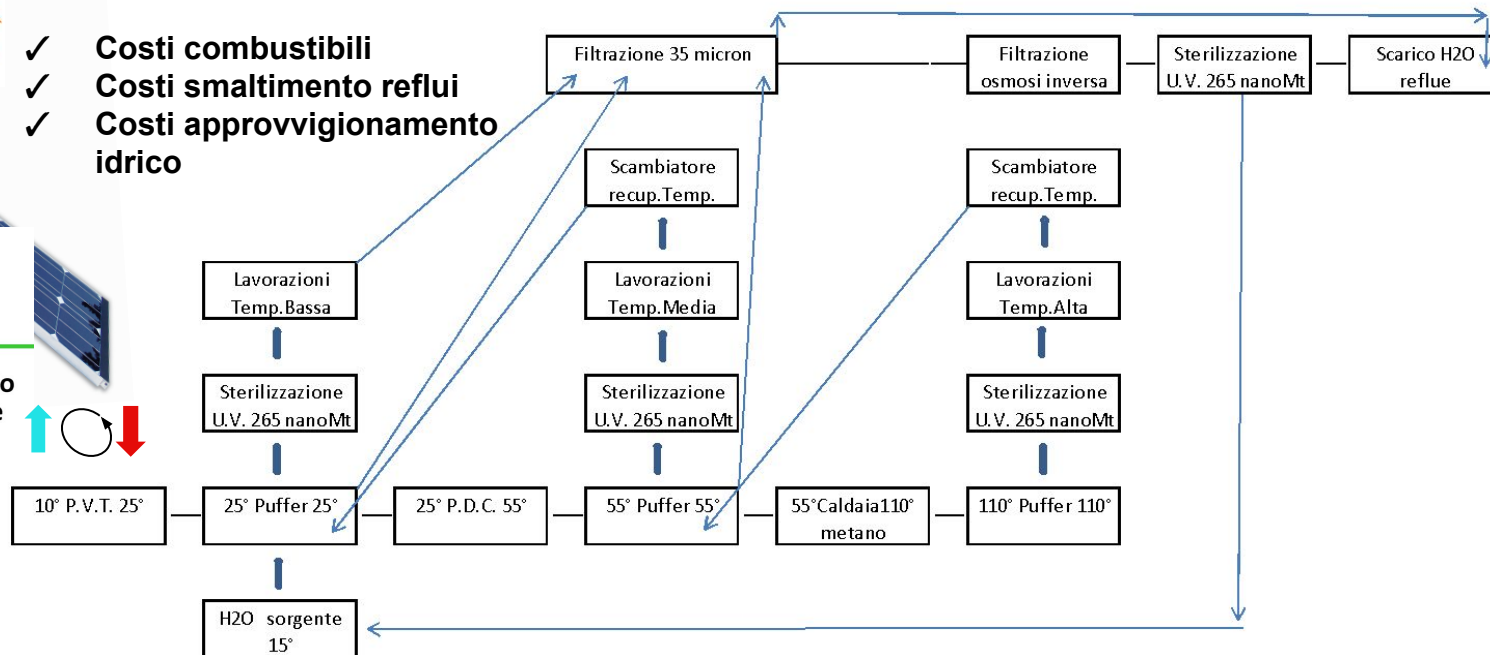 ✓ Costi combustibili
✓ Costi smaltimento reflui
✓ Costi approvvigionamento
idrico
Filtrazione 35 micron
Filtrazione
osmosi inversa
Sterilizzazione
U.V. 265 nanoMt
Scarico H2O
reflue
Scambiatore
recup.Temp.
Scambiatore
recup.Temp.
Lavorazioni
Temp.Bassa
Lavorazioni
Temp.Media
Lavorazioni
Temp.Alta
Sterilizzazione
U.V. 265 nanoMt
Sterilizzazione
U.V. 265 nanoMt
Sterilizzazione
U.V. 265 nanoMt
10° P.V.T. 25°
25° Puffer 25°
25° P.D.C. 55°
55° Puffer 55°
55°Caldaia110°
metano
110° Puffer 110°
H2O sorgente
15°